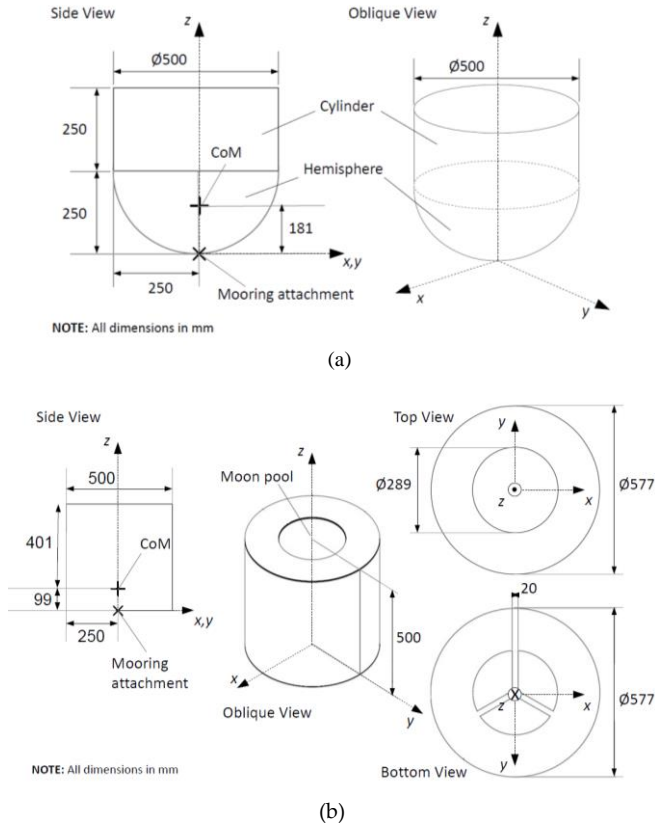 Side View
z
Oblique View
z
Ø500
Ø500
Cylinder
250
CoM
Hemisphere
250
181
x,y
250
Mooring attachment
x
y
NOTE: All dimensions in mm
(a)
Side View
z
500
401
CoM
99
x,y
250
Mooring
attachment
z
Moon pool
500
x
y
Oblique View
Top View
y
Ø289
z
x
Ø577
20
z
x
Ø577
y
Bottom View
NOTE: All dimensions in mm
(b)